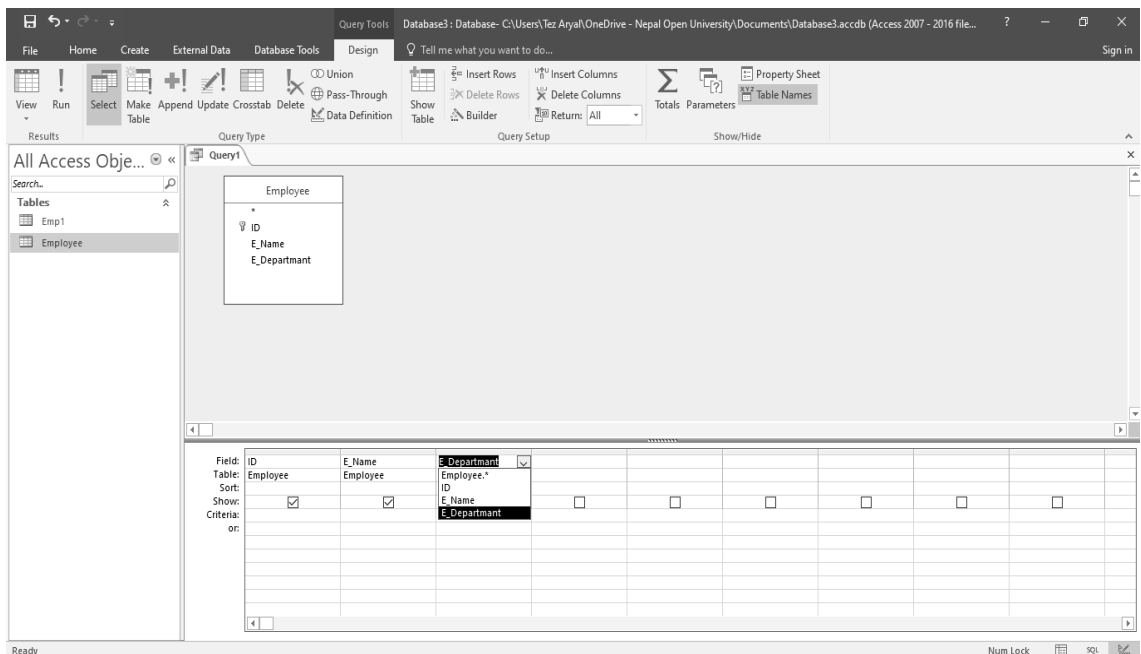 Query Tools Database3 : Database- C:\Users\Tez Aryal\OneDrive - Nepal Open University\Documents\Database3.accdb (Access 2007 - 2016 file... ?
File Home Create External Data Database Tools Design Tell me what you want to do... Sign in
View Run Select Make Table Append Update Crosstab Delete
Union
Pass-Through
Data Definition
Show Table
Insert Rows
Delete Rows
Builder
Insert Columns
Delete Columns
Return: All
Totals Parameters
Property Sheet
Table Names
Results Query Type Query Setup Show/Hide
All Access Obje... «
Search...
Tables
Emp1
Employee
Query1
Employee
*
ID
E_Name
E_Departmant
Field: ID E_Name E_Departmant
Table: Employee Employee Employee.*
Sort: ID
Show: E_Name
Criteria: E_Departmant
or:
Ready Num Lock SQL